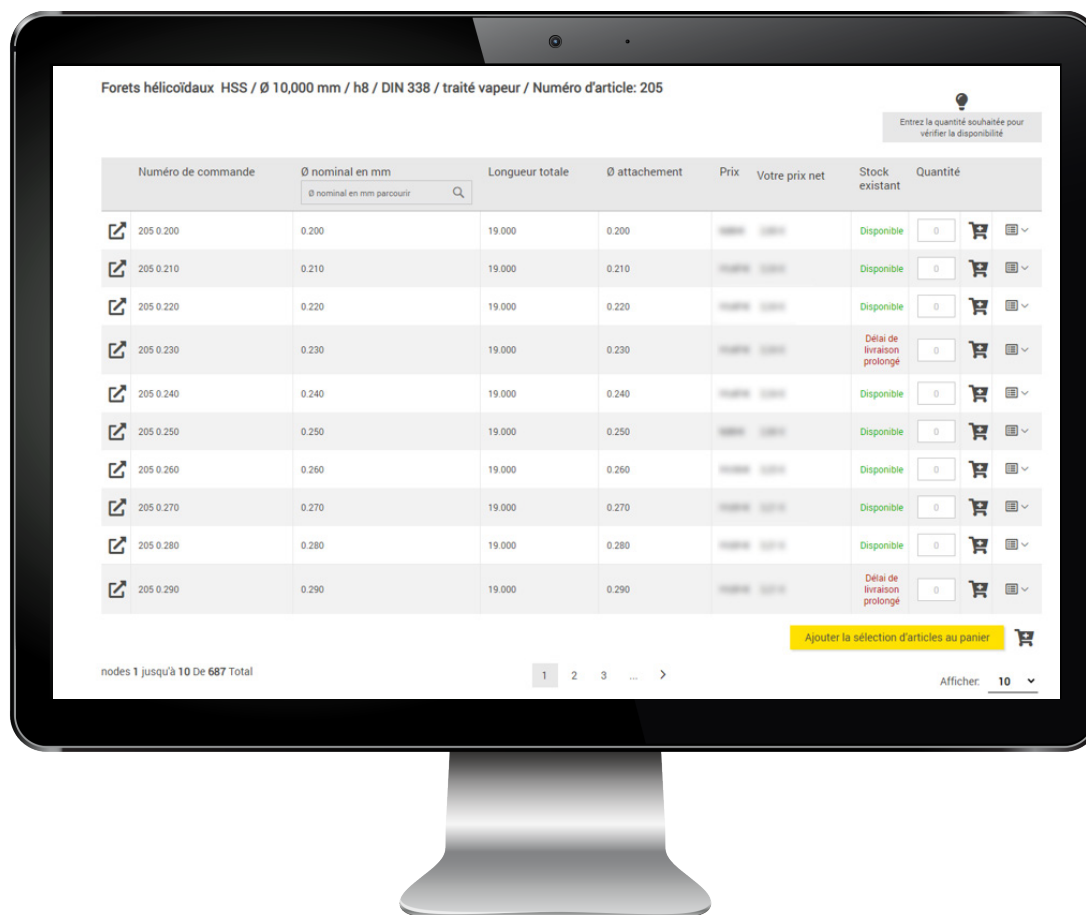 Forets hélicoïdaux HSS / Ø 10,000 mm / h8 / DIN 338 / traité vapeur / Numéro d'article: 205
Entrez la quantité souhaitée pour
vérifier la disponibilité
Numéro de commande Ø nominal en mm Longueur totale Ø attachement Prix Votre prix net Stock existant Quantité
Ø nominal en mm parcourir
205 0.200 0.200 19.000 0.200 Disponible 0
205 0.210 0.210 19.000 0.210 Disponible 0
205 0.220 0.220 19.000 0.220 Disponible 0
205 0.230 0.230 19.000 0.230 Délai de livraison prolongé 0
205 0.240 0.240 19.000 0.240 Disponible 0
205 0.250 0.250 19.000 0.250 Disponible 0
205 0.260 0.260 19.000 0.260 Disponible 0
205 0.270 0.270 19.000 0.270 Disponible 0
205 0.280 0.280 19.000 0.280 Disponible 0
205 0.290 0.290 19.000 0.290 Délai de livraison prolongé 0
Ajouter la sélection d'articles au panier
nodes 1 jusqu'à 10 De 687 Total 1 2 3 ... Afficher: 10